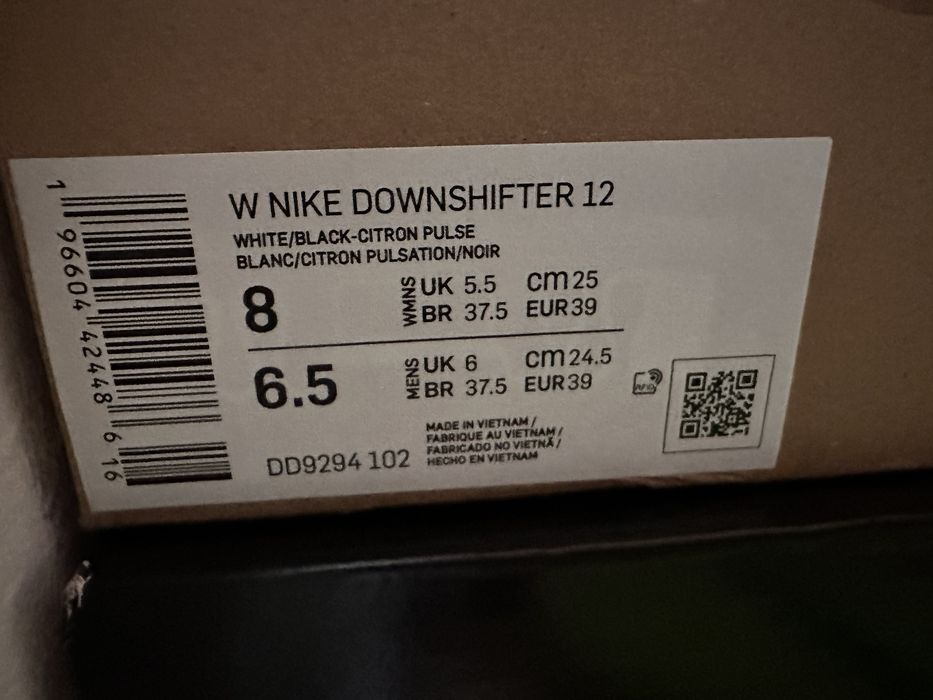 W NIKE DOWNSHIFTER 12
WHITE/BLACK-CITRON PULSE
BLANC/CITRON PULSATION/NOIR
8
WMNS
UK 5.5 cm 25
BR 37.5 EUR 39
6.5
MENS
UK 6 cm 24.5
BR 37.5 EUR 39
DD9294 102
MADE IN VIETNAM /
FABRIQUE AU VIETNAM /
FABRICADO NO VIETNÃ /
HECHO EN VIETNAM
RFID
1 96604 42448 6 16